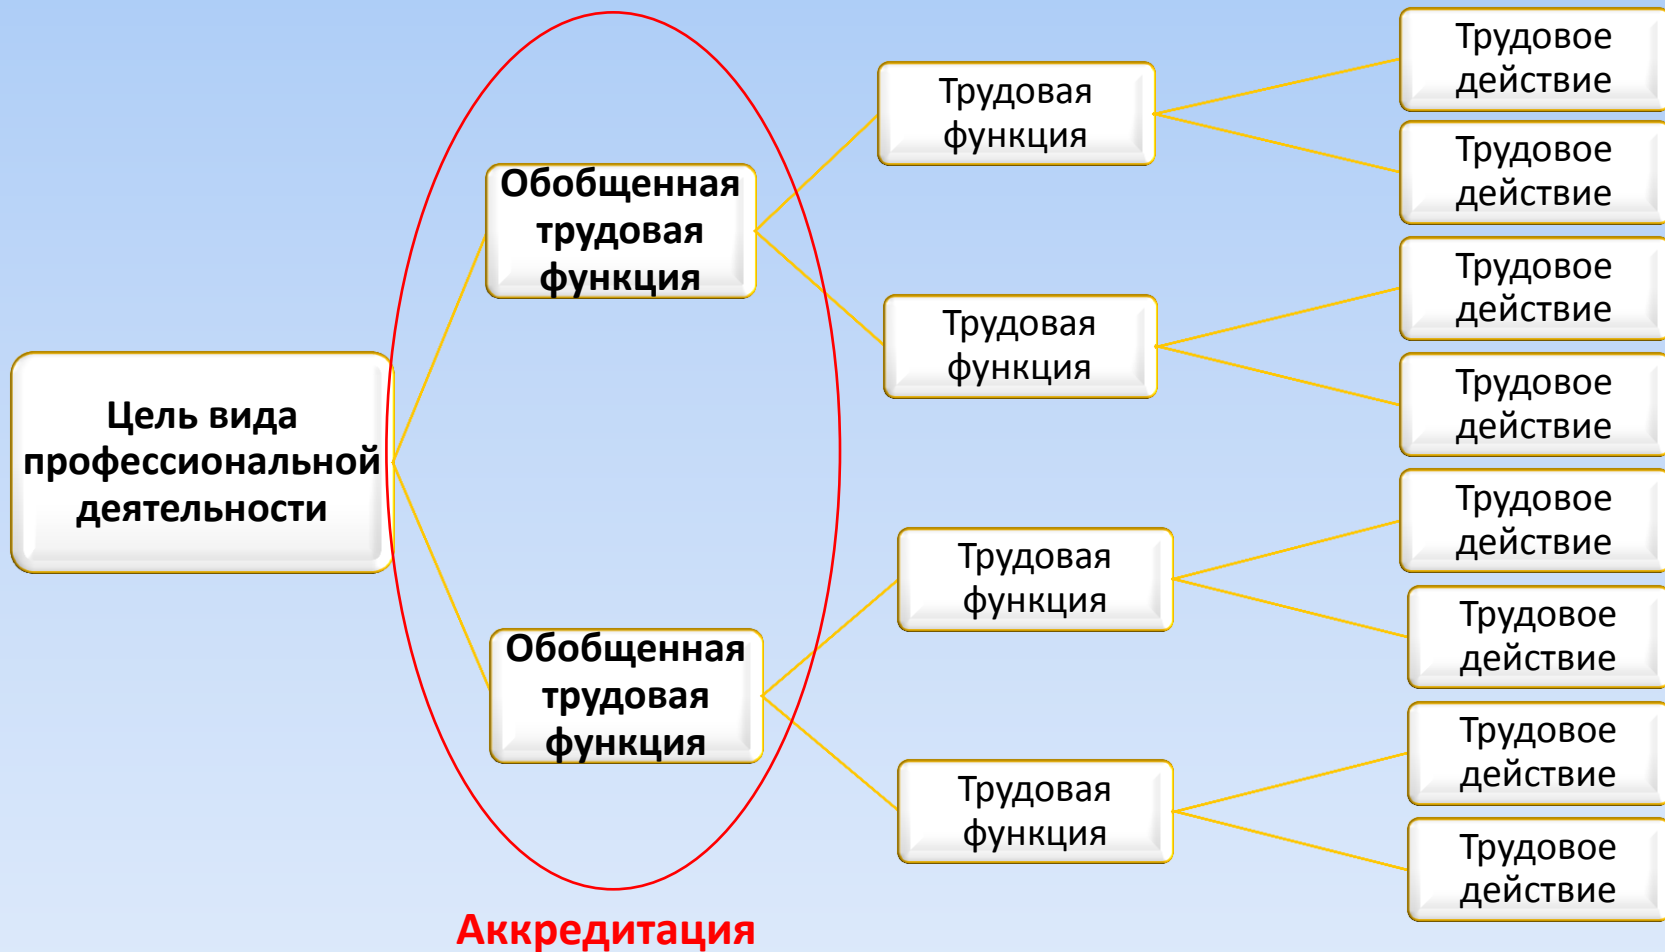 Цель вида
профессиональной
деятельности
Обобщенная
трудовая
функция
Обобщенная
трудовая
функция
Аккредитация
Трудовая
функция
Трудовая
функция
Трудовая
функция
Трудовая
функция
Трудовое
действие
Трудовое
действие
Трудовое
действие
Трудовое
действие
Трудовое
действие
Трудовое
действие
Трудовое
действие
Трудовое
действие